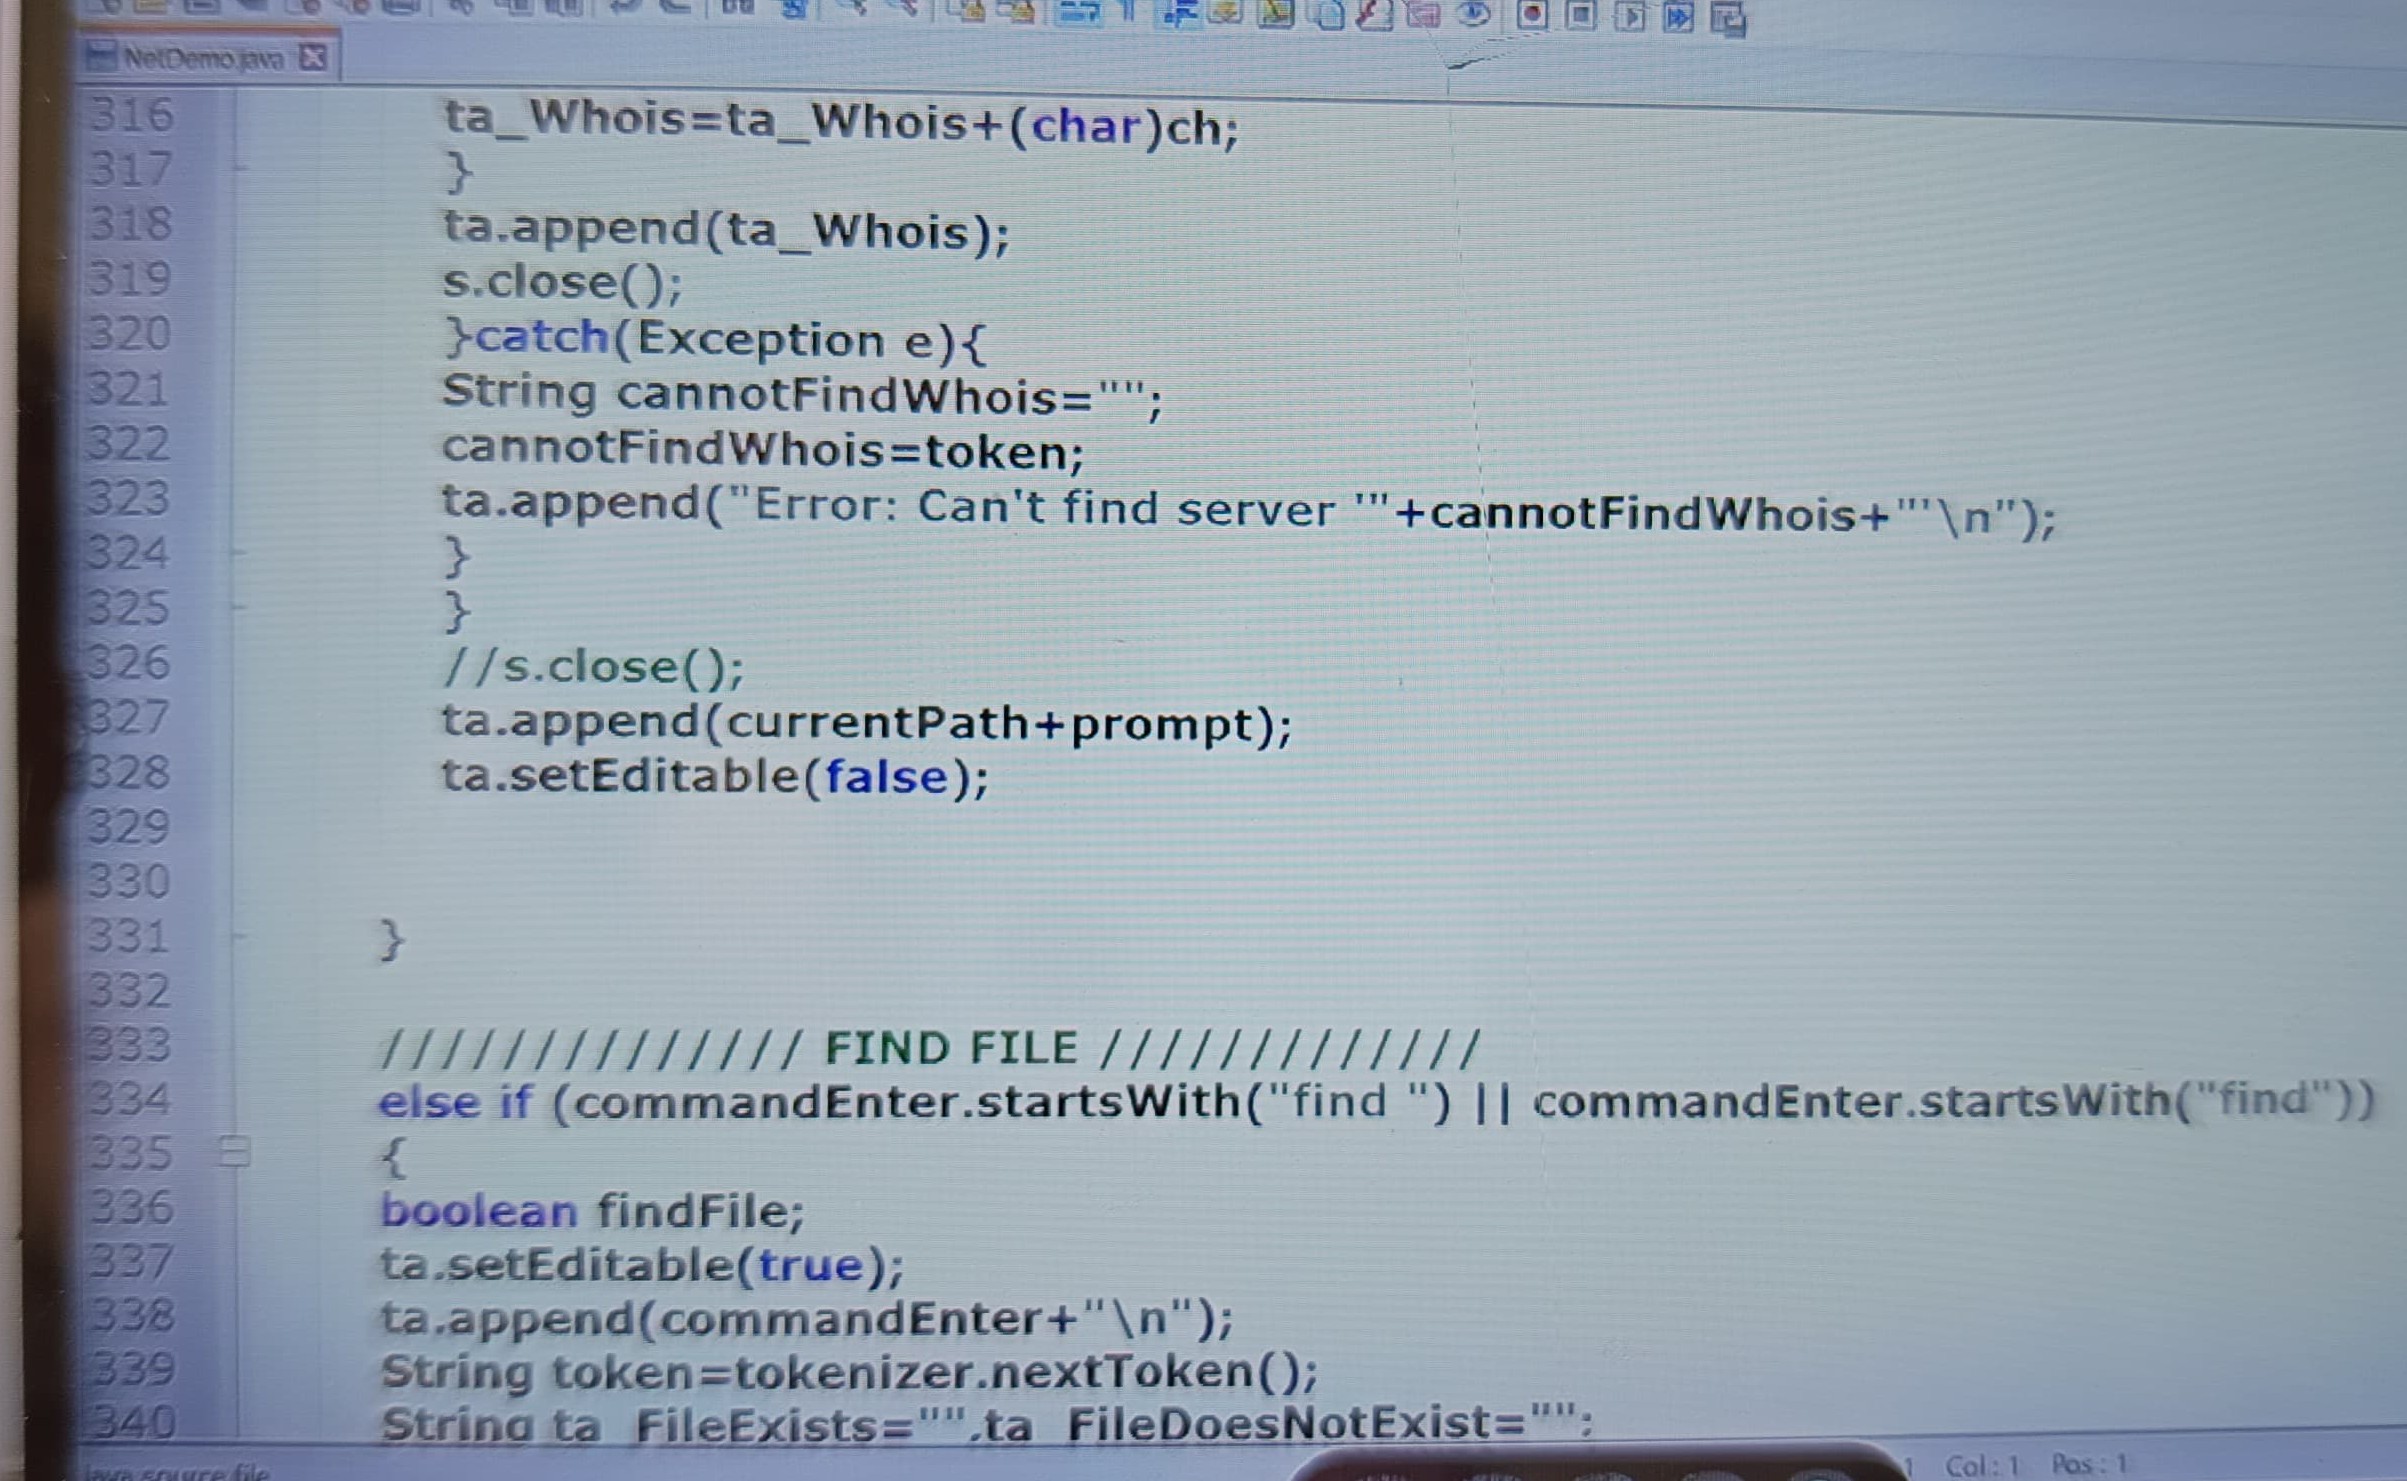 NetDemo.java
316 ta_Whois=ta_Whois+(char)ch;
317 }
318 ta.append(ta_Whois);
319 s.close();
320 }catch(Exception e){
321 String cannotFindWhois="";
322 cannotFindWhois=token;
323 ta.append("Error: Can't find server '"+cannotFindWhois+"'\n");
324 }
325 }
326 //s.close();
327 ta.append(currentPath+prompt);
328 ta.setEditable(false);
329
330
331 }
332
333 ////////////// FIND FILE /////////////
334 else if (commandEnter.startsWith("find ") || commandEnter.startsWith("find"))
335 {
336 boolean findFile;
337 ta.setEditable(true);
338 ta.append(commandEnter+"\n");
339 String token=tokenizer.nextToken();
340 String ta_FileExists="",ta_FileDoesNotExist="";
Java source file 1 Col : 1 Pos : 1